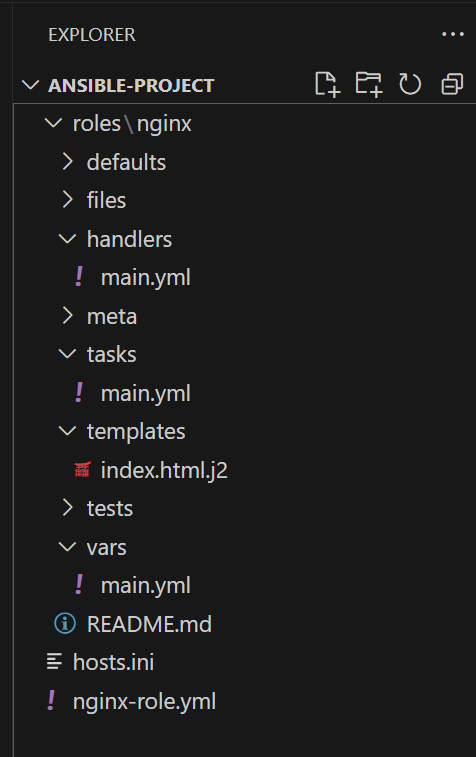 EXPLORER
ANSIBLE-PROJECT
roles\nginx
defaults
files
handlers
! main.yml
meta
tasks
! main.yml
templates
index.html.j2
tests
vars
! main.yml
README.md
hosts.ini
! nginx-role.yml